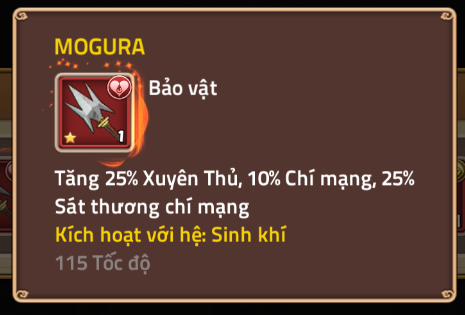 MOGURA
1
Bảo vật
Tăng 25% Xuyên Thủ, 10% Chí mạng, 25%
Sát thương chí mạng
Kích hoạt với hệ: Sinh khí
115 Tốc độ